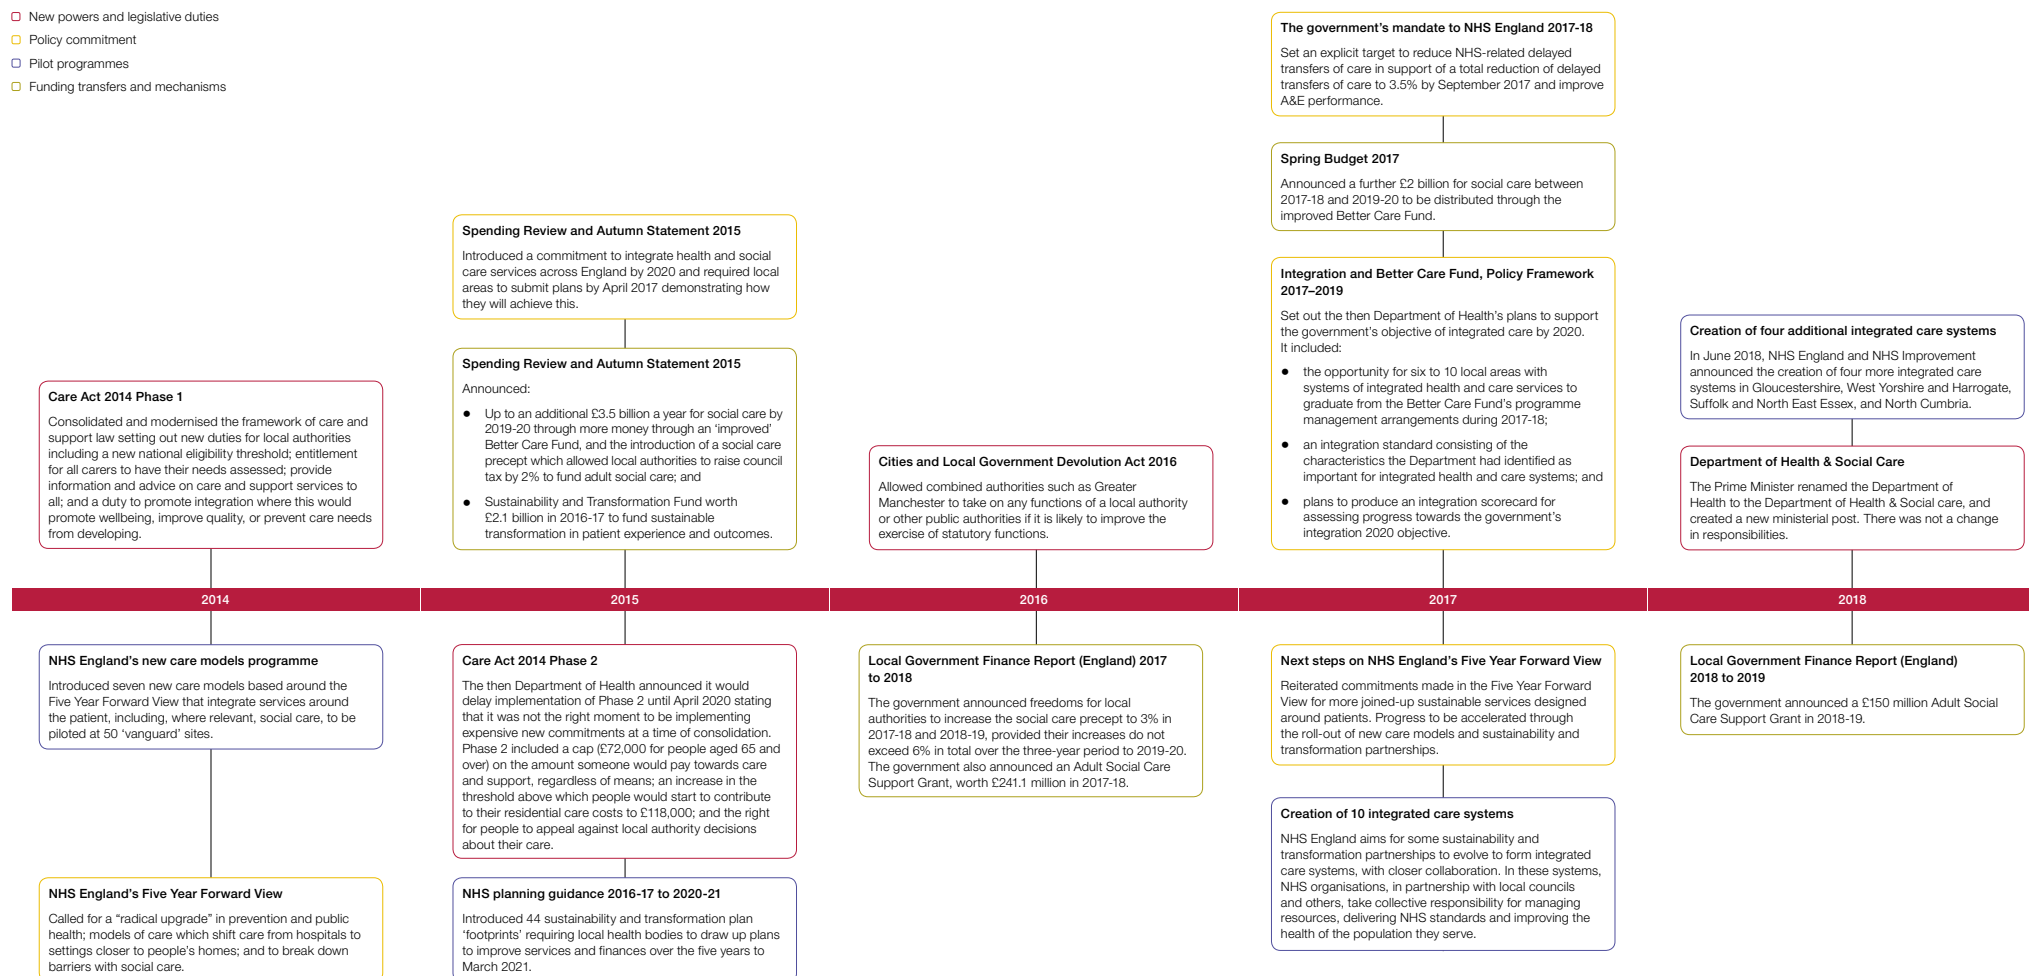 New powers and legislative duties
Policy commitment
Pilot programmes
Funding transfers and mechanisms
The government’s mandate to NHS England 2017-18
Set an explicit target to reduce NHS-related delayed
transfers of care in support of a total reduction of delayed
transfers of care to 3.5% by September 2017 and improve
A&E performance.
Spring Budget 2017
Announced a further £2 billion for social care between
2017-18 and 2019-20 to be distributed through the
improved Better Care Fund.
Spending Review and Autumn Statement 2015
Introduced a commitment to integrate health and social
care services across England by 2020 and required local
areas to submit plans by April 2017 demonstrating how
they will achieve this.
Integration and Better Care Fund, Policy Framework
2017–2019
Set out the then Department of Health’s plans to support
the government’s objective of integrated care by 2020.
It included:
● the opportunity for six to 10 local areas with
systems of integrated health and care services to
graduate from the Better Care Fund’s programme
management arrangements during 2017-18;
● an integration standard consisting of the
characteristics the Department had identified as
important for integrated health and care systems; and
● plans to produce an integration scorecard for
assessing progress towards the government’s
integration 2020 objective.
Creation of four additional integrated care systems
In June 2018, NHS England and NHS Improvement
announced the creation of four more integrated care
systems in Gloucestershire, West Yorshire and Harrogate,
Suffolk and North East Essex, and North Cumbria.
Spending Review and Autumn Statement 2015
Announced:
● Up to an additional £3.5 billion a year for social care by
2019-20 through more money through an ‘improved’
Better Care Fund, and the introduction of a social care
precept which allowed local authorities to raise council
tax by 2% to fund adult social care; and
● Sustainability and Transformation Fund worth
£2.1 billion in 2016-17 to fund sustainable
transformation in patient experience and outcomes.
Care Act 2014 Phase 1
Consolidated and modernised the framework of care and
support law setting out new duties for local authorities
including a new national eligibility threshold; entitlement
for all carers to have their needs assessed; provide
information and advice on care and support services to
all; and a duty to promote integration where this would
promote wellbeing, improve quality, or prevent care needs
from developing.
Cities and Local Government Devolution Act 2016
Allowed combined authorities such as Greater
Manchester to take on any functions of a local authority
or other public authorities if it is likely to improve the
exercise of statutory functions.
Department of Health & Social Care
The Prime Minister renamed the Department of
Health to the Department of Health & Social care, and
created a new ministerial post. There was not a change
in responsibilities.
2014
2015
2016
2017
2018
NHS England’s new care models programme
Introduced seven new care models based around the
Five Year Forward View that integrate services around
the patient, including, where relevant, social care, to be
piloted at 50 ‘vanguard’ sites.
NHS England’s Five Year Forward View
Called for a “radical upgrade” in prevention and public
health; models of care which shift care from hospitals to
settings closer to people’s homes; and to break down
barriers with social care.
Care Act 2014 Phase 2
The then Department of Health announced it would
delay implementation of Phase 2 until April 2020 stating
that it was not the right moment to be implementing
expensive new commitments at a time of consolidation.
Phase 2 included a cap (£72,000 for people aged 65 and
over) on the amount someone would pay towards care
and support, regardless of means; an increase in the
threshold above which people would start to contribute
to their residential care costs to £118,000; and the right
for people to appeal against local authority decisions
about their care.
NHS planning guidance 2016-17 to 2020-21
Introduced 44 sustainability and transformation plan
‘footprints’ requiring local health bodies to draw up plans
to improve services and finances over the five years to
March 2021.
Local Government Finance Report (England) 2017
to 2018
The government announced freedoms for local
authorities to increase the social care precept to 3% in
2017-18 and 2018-19, provided their increases do not
exceed 6% in total over the three-year period to 2019-20.
The government also announced an Adult Social Care
Support Grant, worth £241.1 million in 2017-18.
Next steps on NHS England’s Five Year Forward View
Reiterated commitments made in the Five Year Forward
View for more joined-up sustainable services designed
around patients. Progress to be accelerated through
the roll-out of new care models and sustainability and
transformation partnerships.
Creation of 10 integrated care systems
NHS England aims for some sustainability and
transformation partnerships to evolve to form integrated
care systems, with closer collaboration. In these systems,
NHS organisations, in partnership with local councils
and others, take collective responsibility for managing
resources, delivering NHS standards and improving the
health of the population they serve.
Local Government Finance Report (England)
2018 to 2019
The government announced a £150 million Adult Social
Care Support Grant in 2018-19.